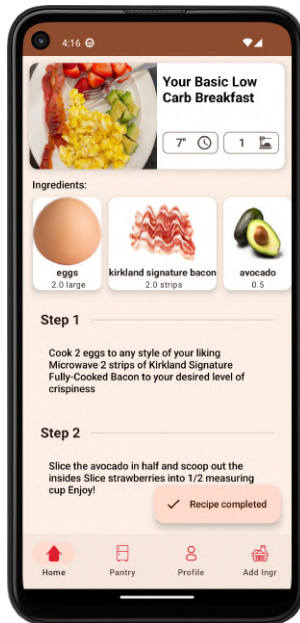 4:16
Your Basic Low
Carb Breakfast
7"
1
Ingredients:
eggs
2.0 large
kirkland signature bacon
2.0 strips
avocado
0.5
Step 1
Cook 2 eggs to any style of your liking
Microwave 2 strips of Kirkland Signature
Fully-Cooked Bacon to your desired level of
crispiness
Step 2
Slice the avocado in half and scoop out the
insides Slice strawberries into 1/2 measuring
cup Enjoy!
Recipe completed
Home
Pantry
Profile
Add Ingr